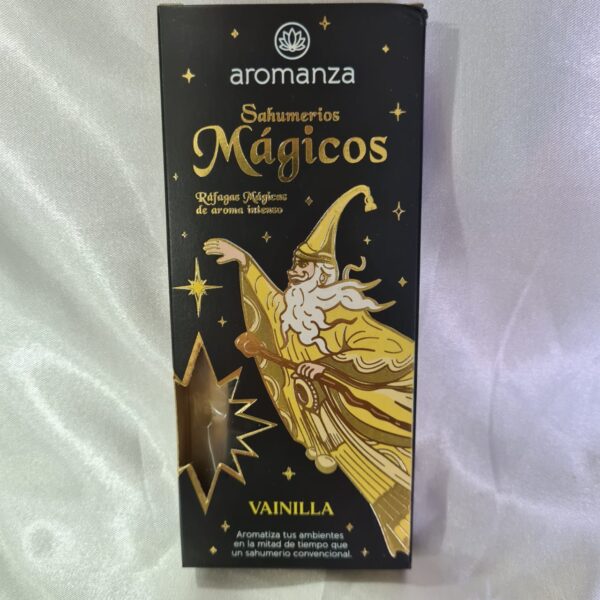 aromanza
Sahumerios
Mágicos
Ráfagas Mágicas
de aroma intenso
VAINILLA
Aromatiza tus ambientes
en la mitad de tiempo que
un sahumerio convencional.